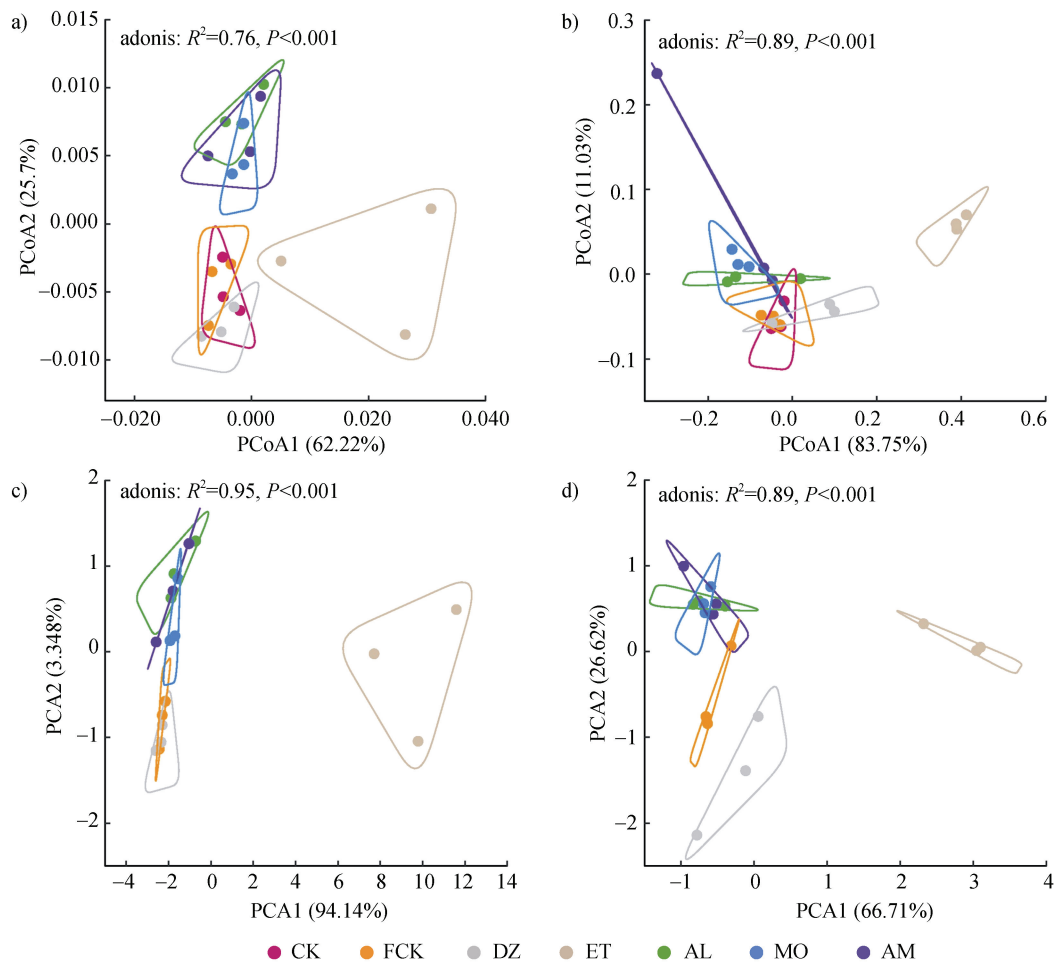 a)
adonis: R²=0.76, P<0.001
0.015
0.010
0.005
0.000
−0.005
−0.010
PCoA2 (25.7%)
−0.020 0.000 0.020 0.040
PCoA1 (62.22%)
b)
adonis: R²=0.89, P<0.001
0.3
0.2
0.1
0.0
−0.1
PCoA2 (11.03%)
−0.2 0.0 0.2 0.4 0.6
PCoA1 (83.75%)
c)
adonis: R²=0.95, P<0.001
2
1
0
−1
−2
PCA2 (3.348%)
−4 −2 0 2 4 6 8 10 12 14
PCA1 (94.14%)
d)
adonis: R²=0.89, P<0.001
2
1
0
−1
−2
PCA2 (26.62%)
−1 0 1 2 3 4
PCA1 (66.71%)
CK FCK DZ ET AL MO AM